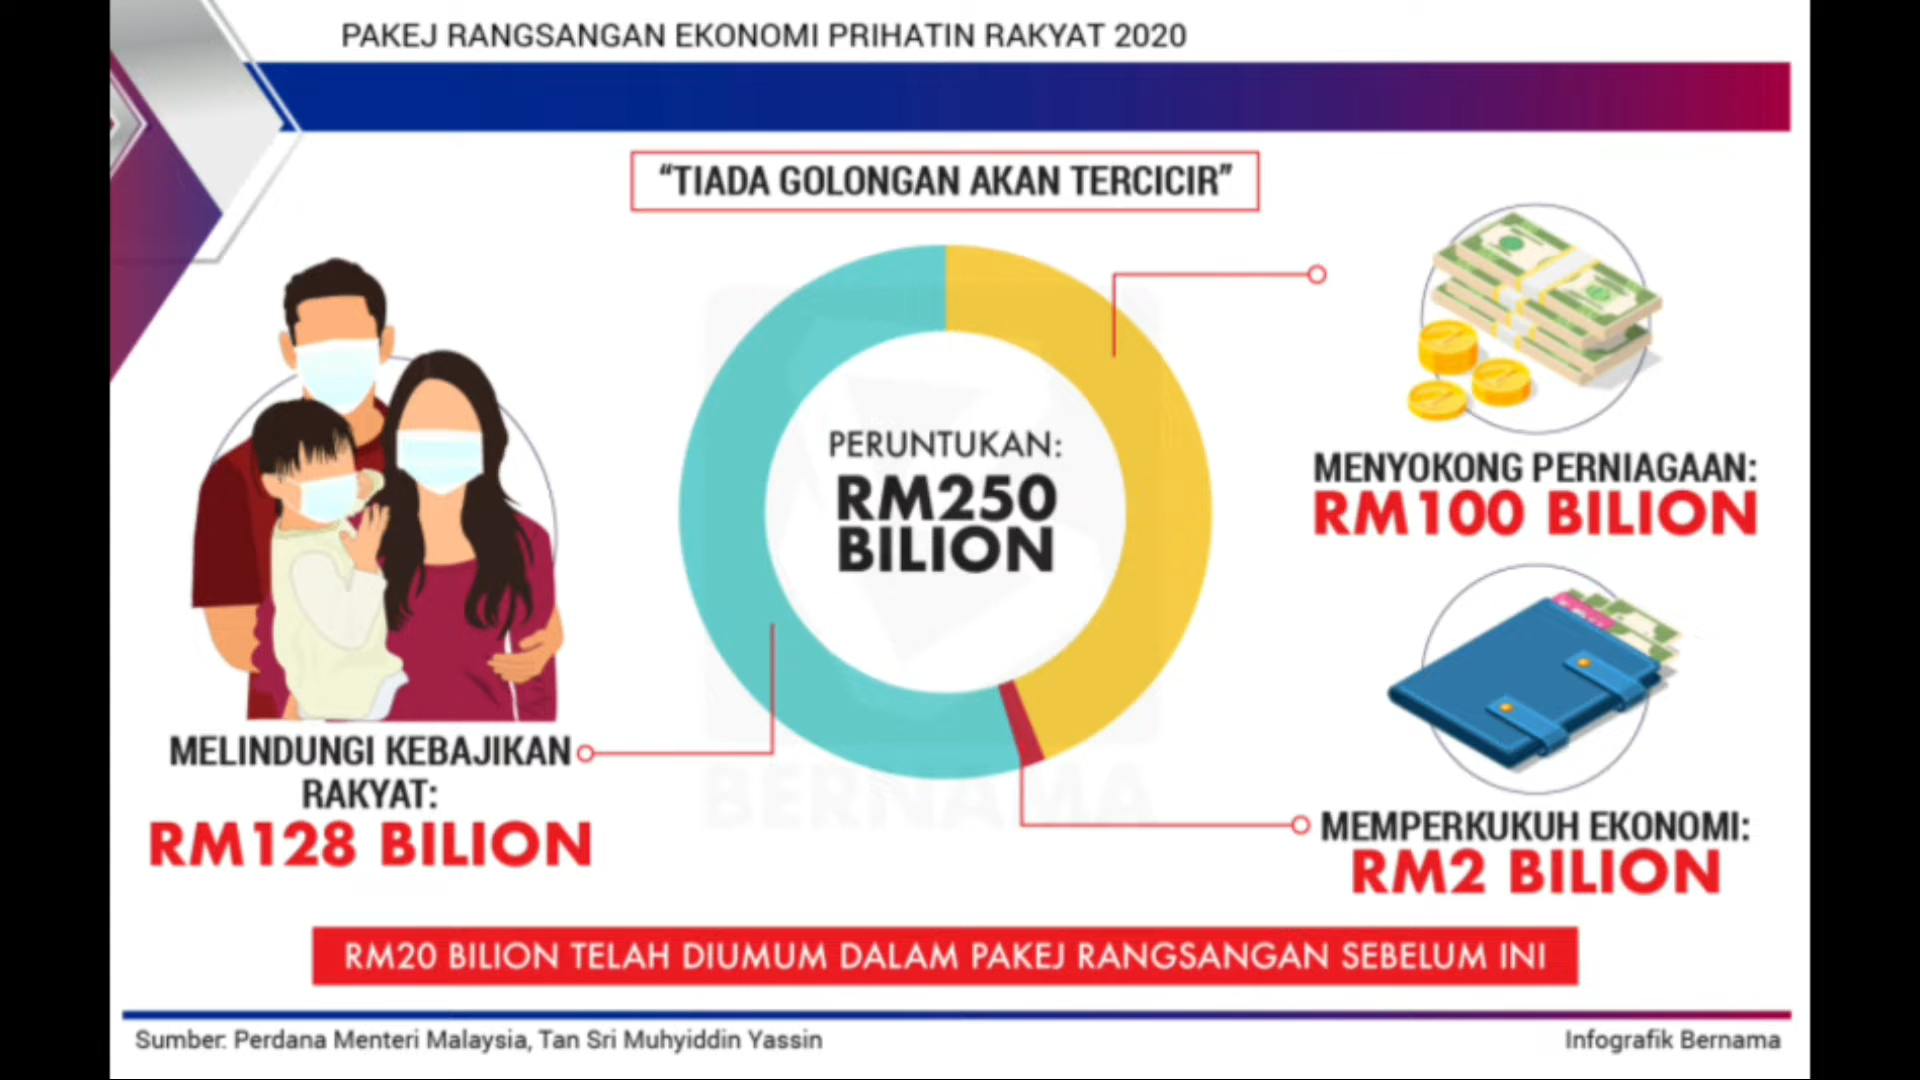 PAKEJ RANGSANGAN EKONOMI PRIHATIN RAKYAT 2020
“TIADA GOLONGAN AKAN TERCICIR”
PERUNTUKAN:
RM250
BILION
MENYOKONG PERNIAGAAN:
RM100 BILION
MELINDUNGI KEBAJIKAN
RAKYAT:
RM128 BILION
MEMPERKUKUH EKONOMI:
RM2 BILION
BERNAMA
RM20 BILION TELAH DIUMUM DALAM PAKEJ RANGSANGAN SEBELUM INI
Sumber: Perdana Menteri Malaysia, Tan Sri Muhyiddin Yassin
Infografik Bernama